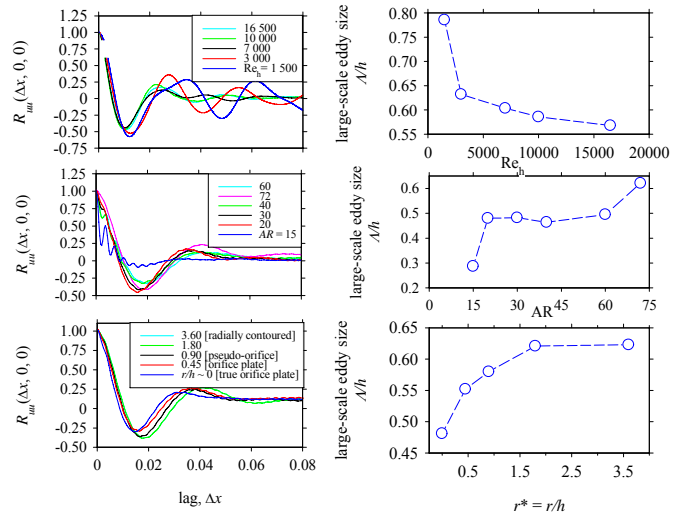 1.25
1.00
0.75
0.50
0.25
0
-0.25
-0.50
0.75
R_uu(Δx, 0, 0)
16 500
10 000
7 000
3 000
Re_h = 1 500
0.80
0.75
0.70
0.65
0.60
0.55
large-scale eddy size
Λ/h
0 5000 10000 15000 20000
Re_h
1.25
1.00
0.75
0.50
0.25
0
-0.25
-0.50
R_uu(Δx, 0, 0)
60
72
40
30
20
AR = 15
0.6
0.5
0.4
0.3
0.2
large-scale eddy size
Λ/h
0 15 30 45 60 75
AR
1.00
0.75
0.50
0.25
0
-0.25
-0.50
R_uu(Δx, 0, 0)
3.60 [radially contoured]
1.80
0.90 [pseudo-orifice]
0.45 [orifice plate]
r/h ~ 0 [true orifice plate]
0 0.02 0.04 0.06 0.08
lag, Δx
0.65
0.60
0.55
0.50
0.45
0.40
large-scale eddy size
Λ/h
0.5 1.5 2.5 3.5
r* = r/h